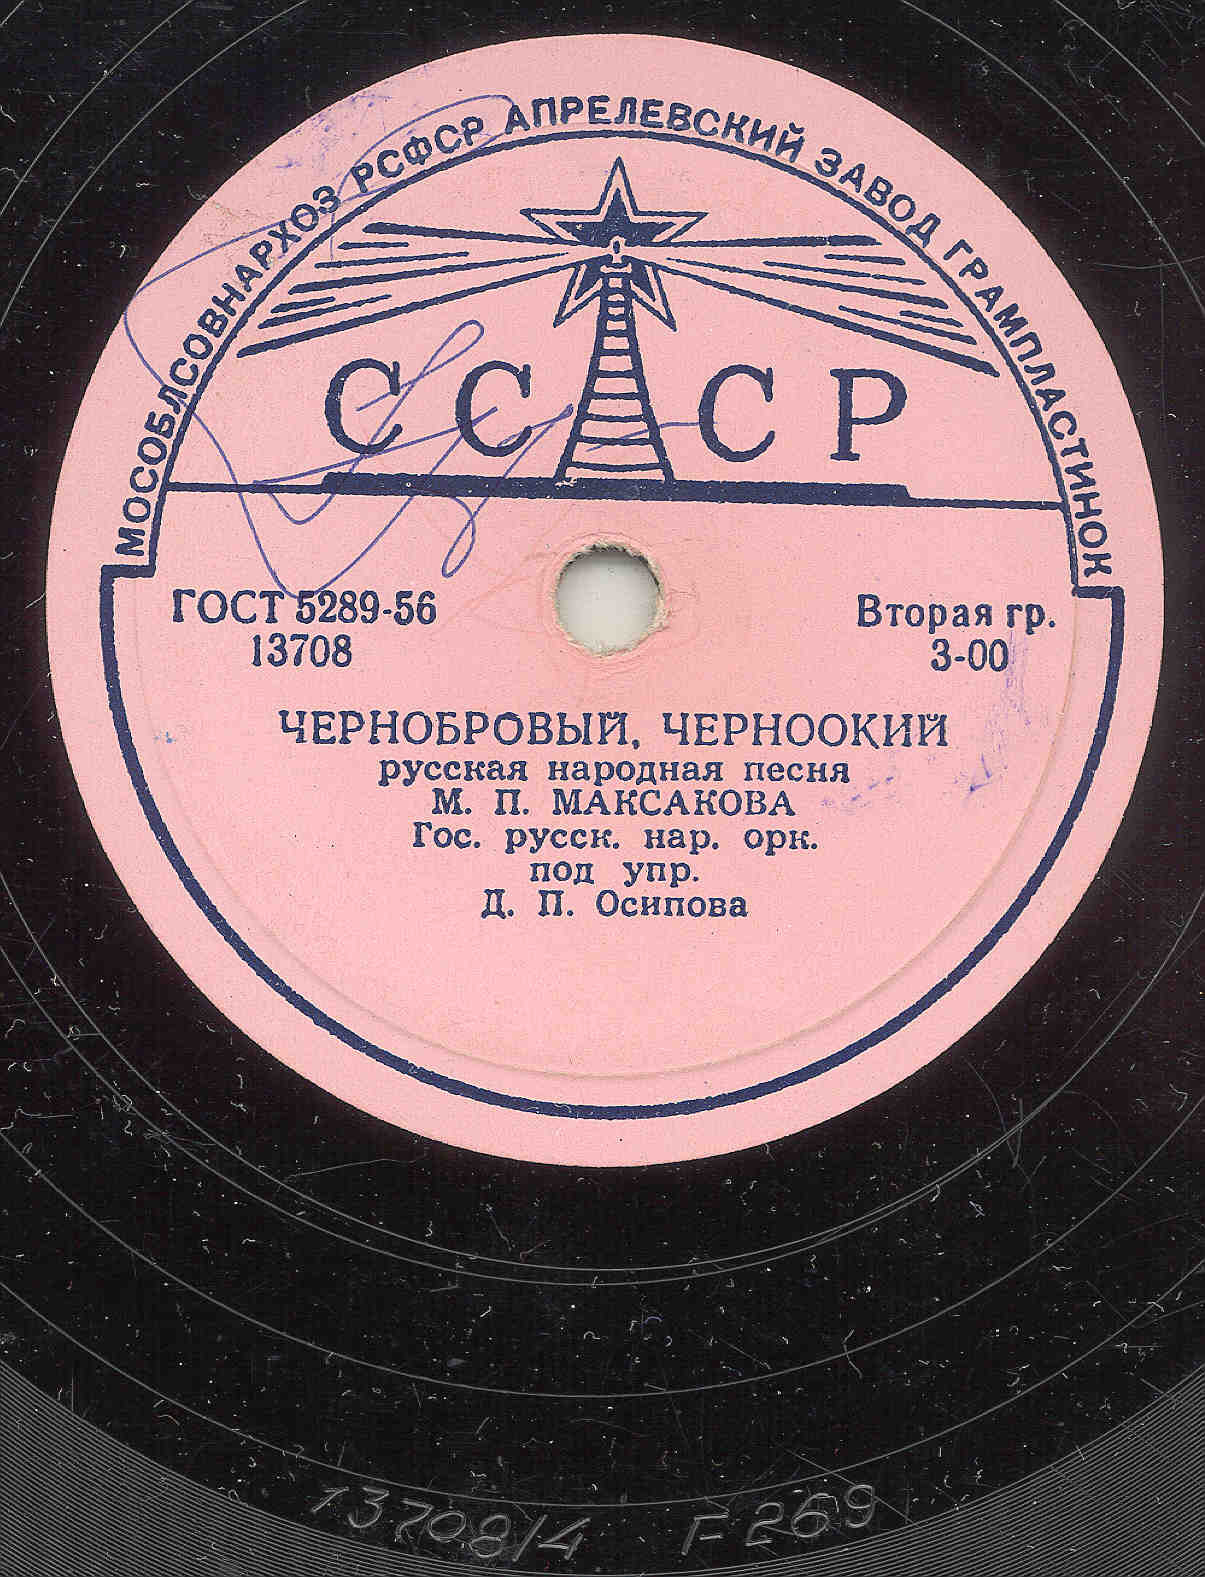 МОСОБЛСОВНАРХОЗ РСФСР АПРЕЛЕВСКИЙ ЗАВОД ГРАМПЛАСТИНОК
СССР
ГОСТ 5289-56
13708
Вторая гр.
3-00
ЧЕРНОБРОВЫЙ, ЧЕРНООКИЙ
русская народная песня
М. П. МАКСАКОВА
Гос. русск. нар. орк.
под упр.
Д. П. Осипова
13708/4 F269